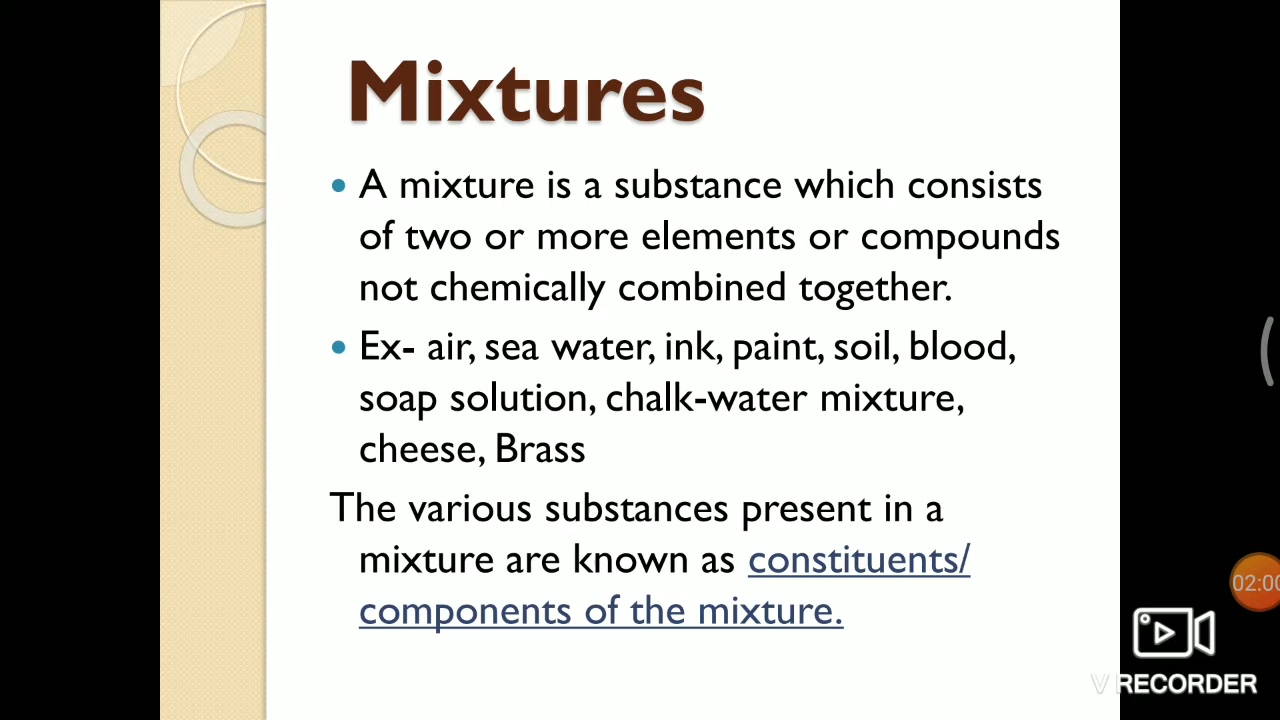 Mixtures
• A mixture is a substance which consists
of two or more elements or compounds
not chemically combined together.
• Ex- air, sea water, ink, paint, soil, blood,
soap solution, chalk-water mixture,
cheese, Brass
The various substances present in a
mixture are known as constituents/
components of the mixture.
02:00
V RECORDER